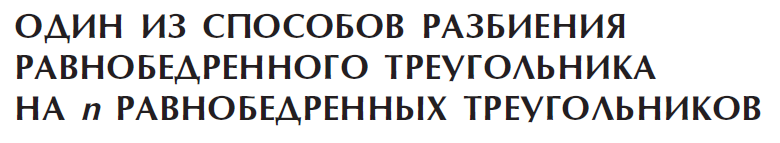 ОДИН ИЗ СПОСОБОВ РАЗБИЕНИЯ
РАВНОБЕДРЕННОГО ТРЕУГОЛЬНИКА
НА n РАВНОБЕДРЕННЫХ ТРЕУГОЛЬНИКОВ